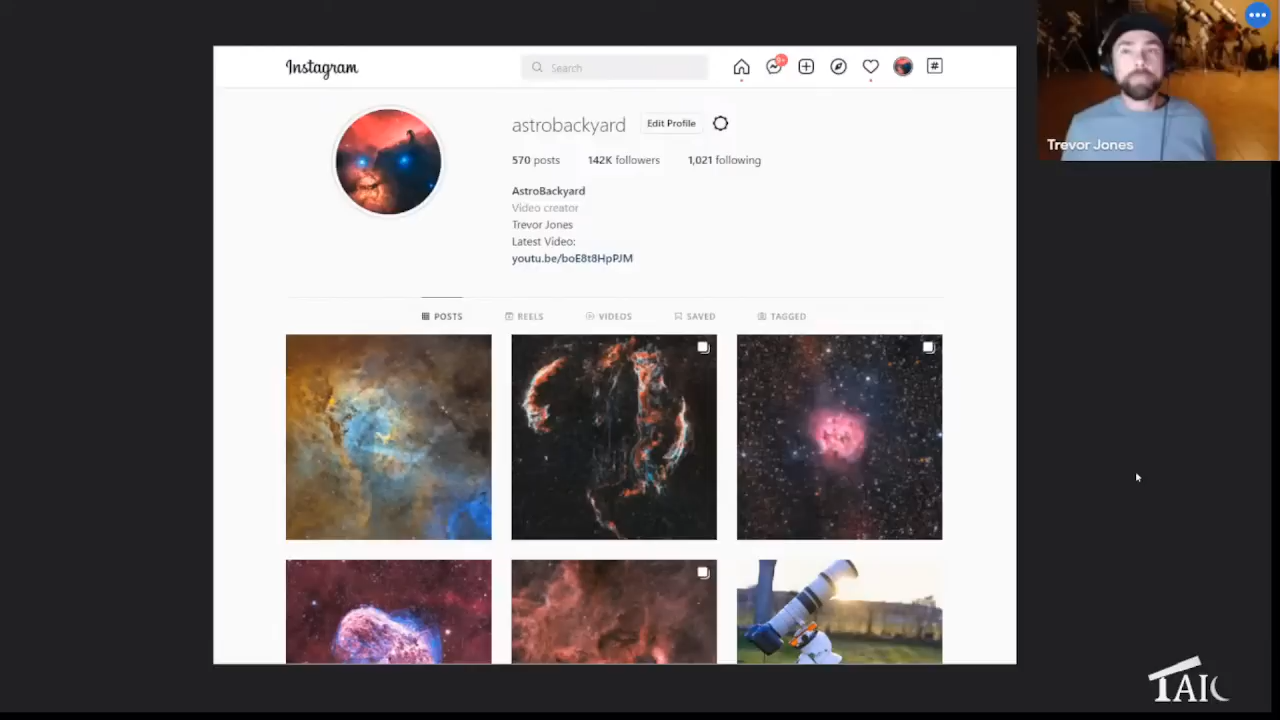 Instagram
Search
9+
astrobackyard
Edit Profile
570 posts
142K followers
1,021 following
AstroBackyard
Video creator
Trevor Jones
Latest Video:
youtu.be/boE8t8HpPJM
POSTS
REELS
VIDEOS
SAVED
TAGGED
Trevor Jones
TAIC